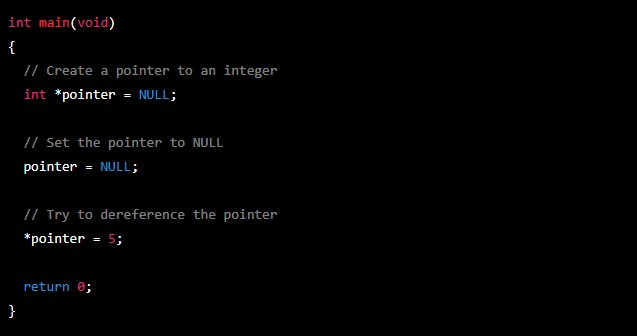 int main(void)
{
  // Create a pointer to an integer
  int *pointer = NULL;

  // Set the pointer to NULL
  pointer = NULL;

  // Try to dereference the pointer
  *pointer = 5;

  return 0;
}